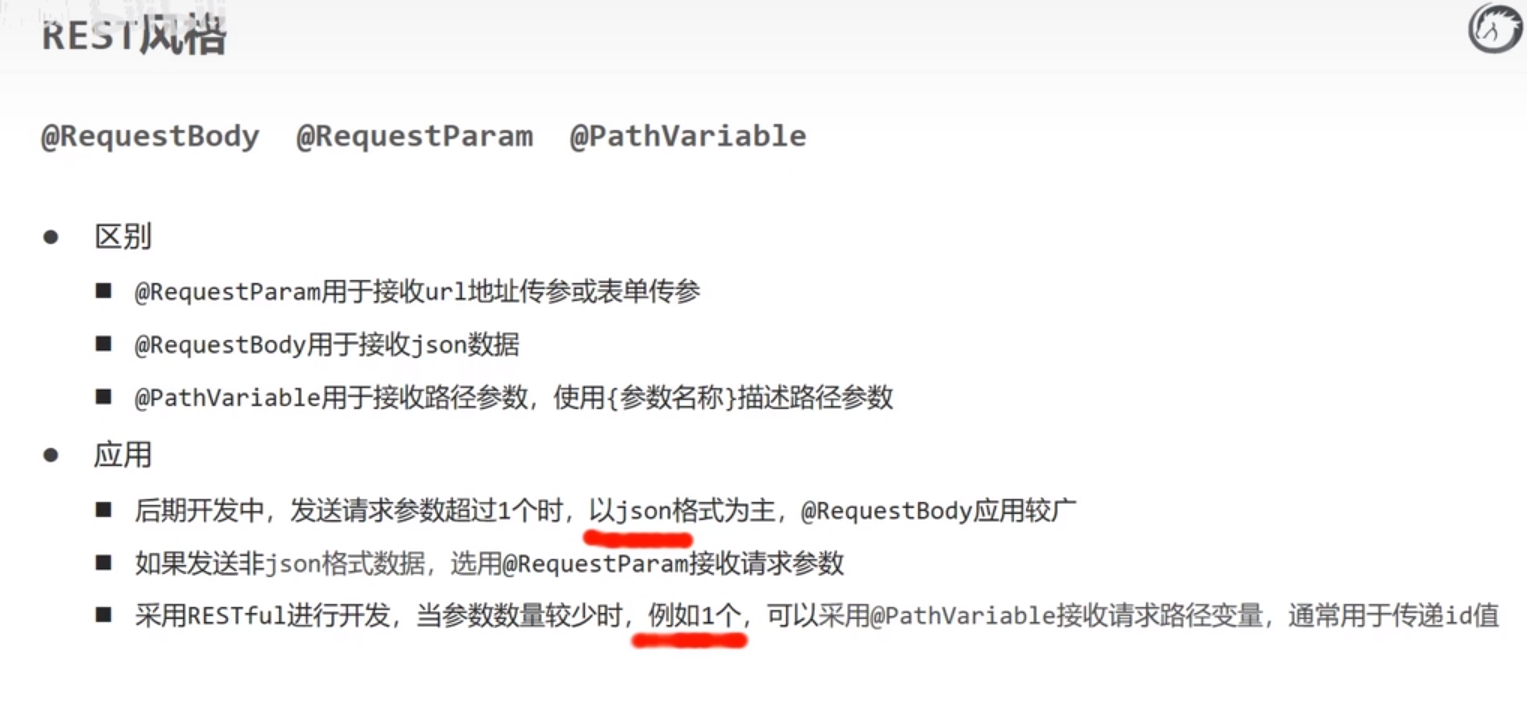 REST风格
@RequestBody @RequestParam @PathVariable
● 区别
■ @RequestParam用于接收url地址传参或表单传参
■ @RequestBody用于接收json数据
■ @PathVariable用于接收路径参数，使用{参数名称}描述路径参数
● 应用
■ 后期开发中，发送请求参数超过1个时，以json格式为主，@RequestBody应用较广
■ 如果发送非json格式数据，选用@RequestParam接收请求参数
■ 采用RESTful进行开发，当参数数量较少时，例如1个，可以采用@PathVariable接收请求路径变量，通常用于传递id值